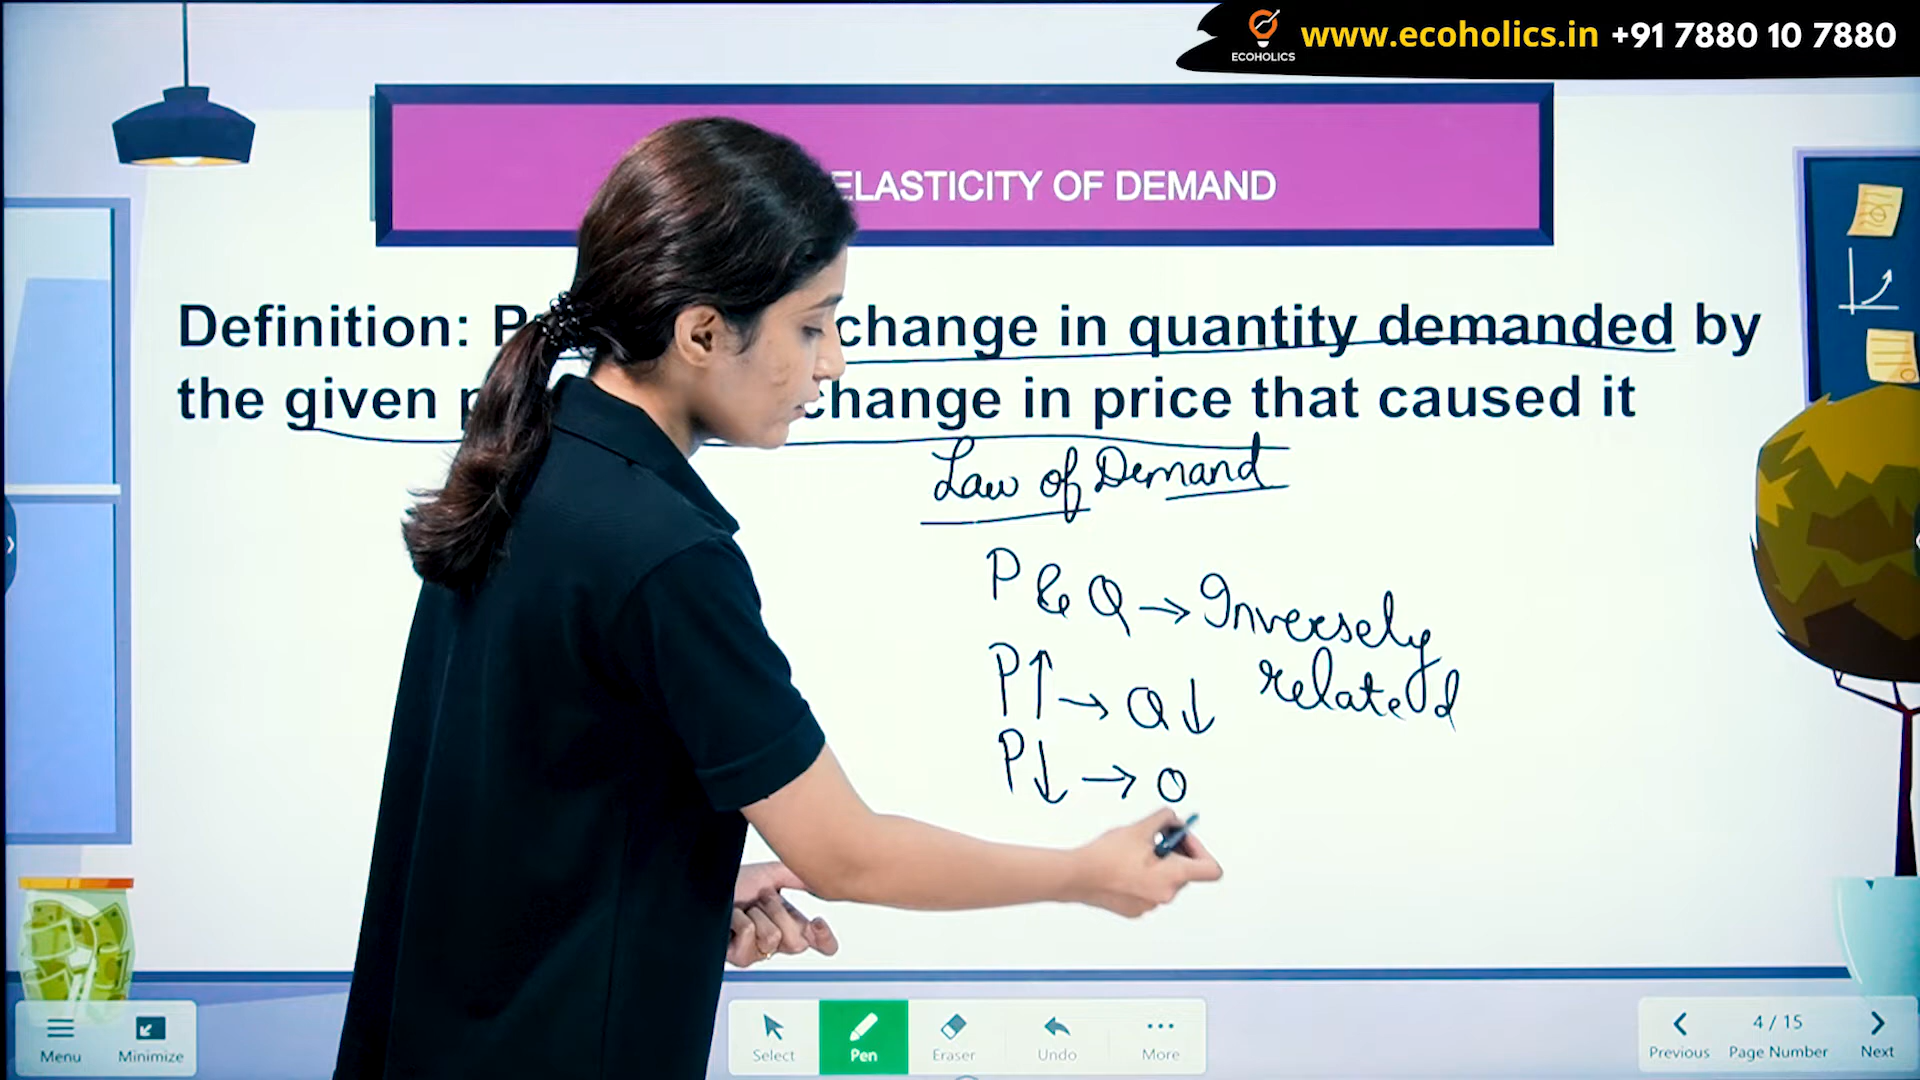 ECOHOLICS
www.ecoholics.in +91 7880 10 7880
ELASTICITY OF DEMAND
Definition: change in quantity demanded by
the given change in price that caused it
Law of Demand
P & Q → Inversely
related
P↑ → Q↓
P↓ → Q
Menu
Minimize
Select
Pen
Eraser
Undo
More
Previous
4 / 15
Page Number
Next